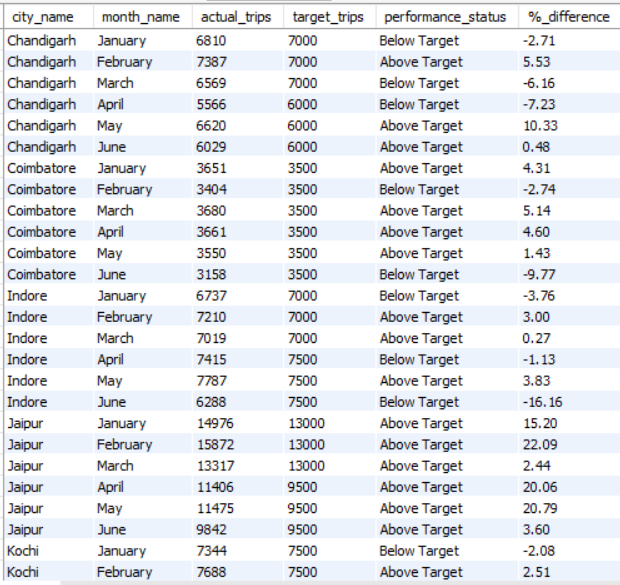 city_name month_name actual_trips target_trips performance_status %_difference
Chandigarh January 6810 7000 Below Target -2.71
Chandigarh February 7387 7000 Above Target 5.53
Chandigarh March 6569 7000 Below Target -6.16
Chandigarh April 5566 6000 Below Target -7.23
Chandigarh May 6620 6000 Above Target 10.33
Chandigarh June 6029 6000 Above Target 0.48
Coimbatore January 3651 3500 Above Target 4.31
Coimbatore February 3404 3500 Below Target -2.74
Coimbatore March 3680 3500 Above Target 5.14
Coimbatore April 3661 3500 Above Target 4.60
Coimbatore May 3550 3500 Above Target 1.43
Coimbatore June 3158 3500 Below Target -9.77
Indore January 6737 7000 Below Target -3.76
Indore February 7210 7000 Above Target 3.00
Indore March 7019 7000 Above Target 0.27
Indore April 7415 7500 Below Target -1.13
Indore May 7787 7500 Above Target 3.83
Indore June 6288 7500 Below Target -16.16
Jaipur January 14976 13000 Above Target 15.20
Jaipur February 15872 13000 Above Target 22.09
Jaipur March 13317 13000 Above Target 2.44
Jaipur April 11406 9500 Above Target 20.06
Jaipur May 11475 9500 Above Target 20.79
Jaipur June 9842 9500 Above Target 3.60
Kochi January 7344 7500 Below Target -2.08
Kochi February 7688 7500 Above Target 2.51